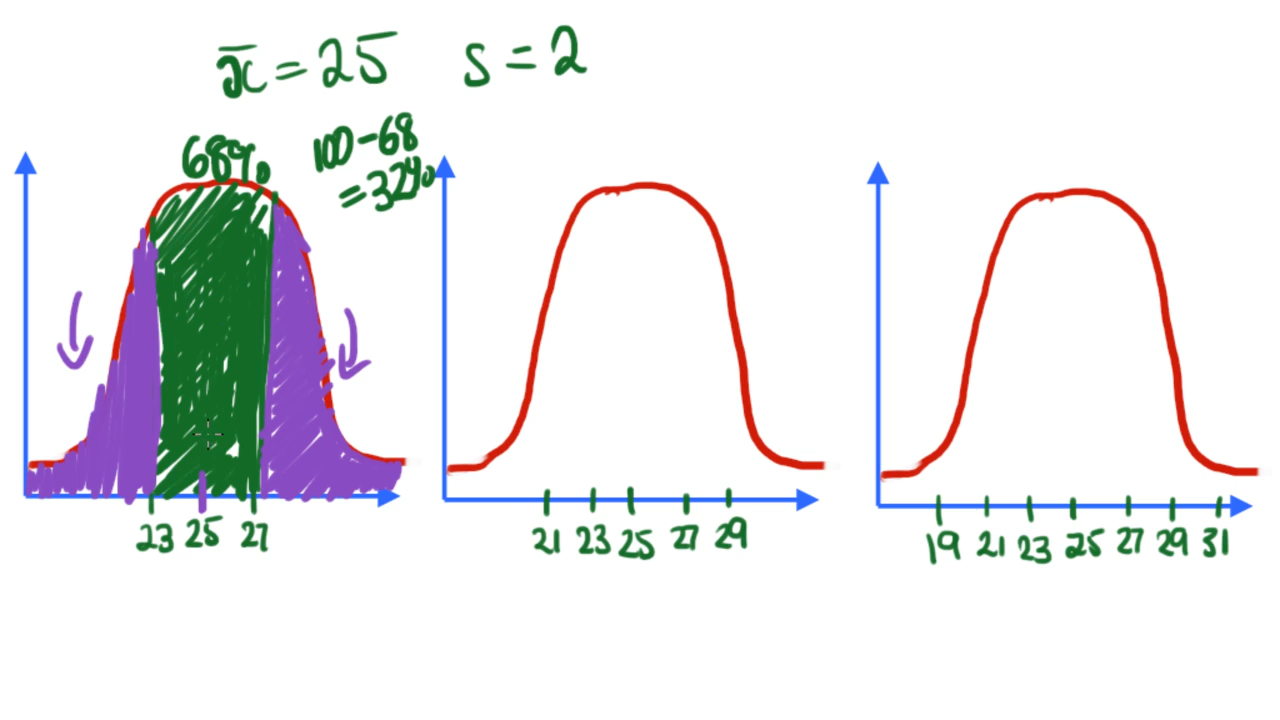 x̄ = 25 s = 2
68%
100 - 68
= 32%
23 25 27
21 23 25 27 29
19 21 23 25 27 29 31